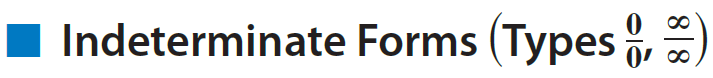 Indeterminate Forms (Types 0/0, ∞/∞)